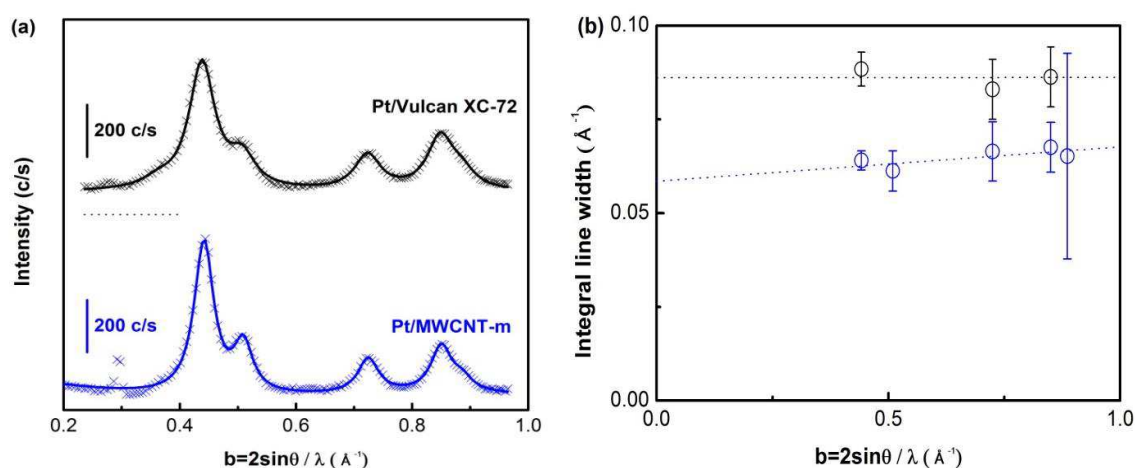 (a)
Pt/Vulcan XC-72
200 c/s
Intensity (c/s)
200 c/s
Pt/MWCNT-m
0.2 0.4 0.6 0.8 1.0
b=2sinθ / λ (Å⁻¹)
(b)
0.10
Integral line width ( Å⁻¹)
0.05
0.00
0.0 0.5 1.0
b=2sinθ / λ (Å⁻¹)